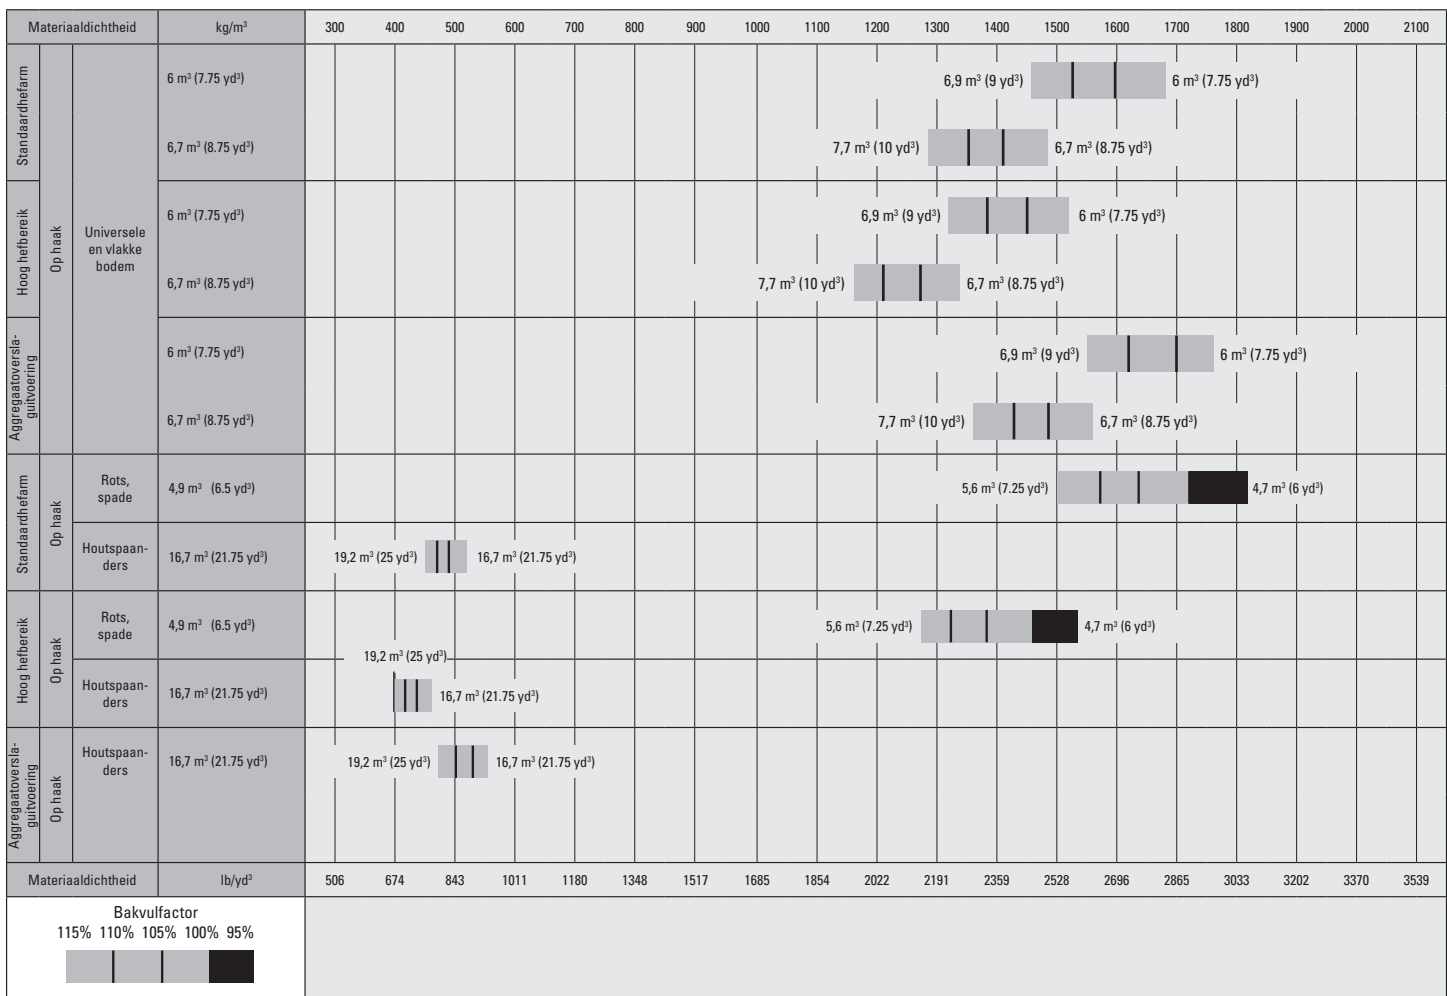 Materiaaldichtheid kg/m³ 300 400 500 600 700 800 900 1000 1100 1200 1300 1400 1500 1600 1700 1800 1900 2000 2100
Standaardhefarm
Op haak
Universele
en vlakke
bodem
6 m³ (7.75 yd³)
6,9 m³ (9 yd³) 6 m³ (7.75 yd³)
6,7 m³ (8.75 yd³)
7,7 m³ (10 yd³) 6,7 m³ (8.75 yd³)
Hoog hefbereik
6 m³ (7.75 yd³)
6,9 m³ (9 yd³) 6 m³ (7.75 yd³)
6,7 m³ (8.75 yd³)
7,7 m³ (10 yd³) 6,7 m³ (8.75 yd³)
Aggregaatoversla-
guitvoering
6 m³ (7.75 yd³)
6,9 m³ (9 yd³) 6 m³ (7.75 yd³)
6,7 m³ (8.75 yd³)
7,7 m³ (10 yd³) 6,7 m³ (8.75 yd³)
Standaardhefarm
Op haak
Rots,
spade
4,9 m³ (6.5 yd³)
5,6 m³ (7.25 yd³) 4,7 m³ (6 yd³)
Houtspaan-
ders
16,7 m³ (21.75 yd³)
19,2 m³ (25 yd³) 16,7 m³ (21.75 yd³)
Hoog hefbereik
Op haak
Rots,
spade
4,9 m³ (6.5 yd³)
5,6 m³ (7.25 yd³) 4,7 m³ (6 yd³)
Houtspaan-
ders
16,7 m³ (21.75 yd³)
19,2 m³ (25 yd³)
16,7 m³ (21.75 yd³)
Aggregaatoversla-
guitvoering
Op haak
Houtspaan-
ders
16,7 m³ (21.75 yd³)
19,2 m³ (25 yd³) 16,7 m³ (21.75 yd³)
Materiaaldichtheid lb/yd³ 506 674 843 1011 1180 1348 1517 1685 1854 2022 2191 2359 2528 2696 2865 3033 3202 3370 3539
Bakvulfactor
115% 110% 105% 100% 95%